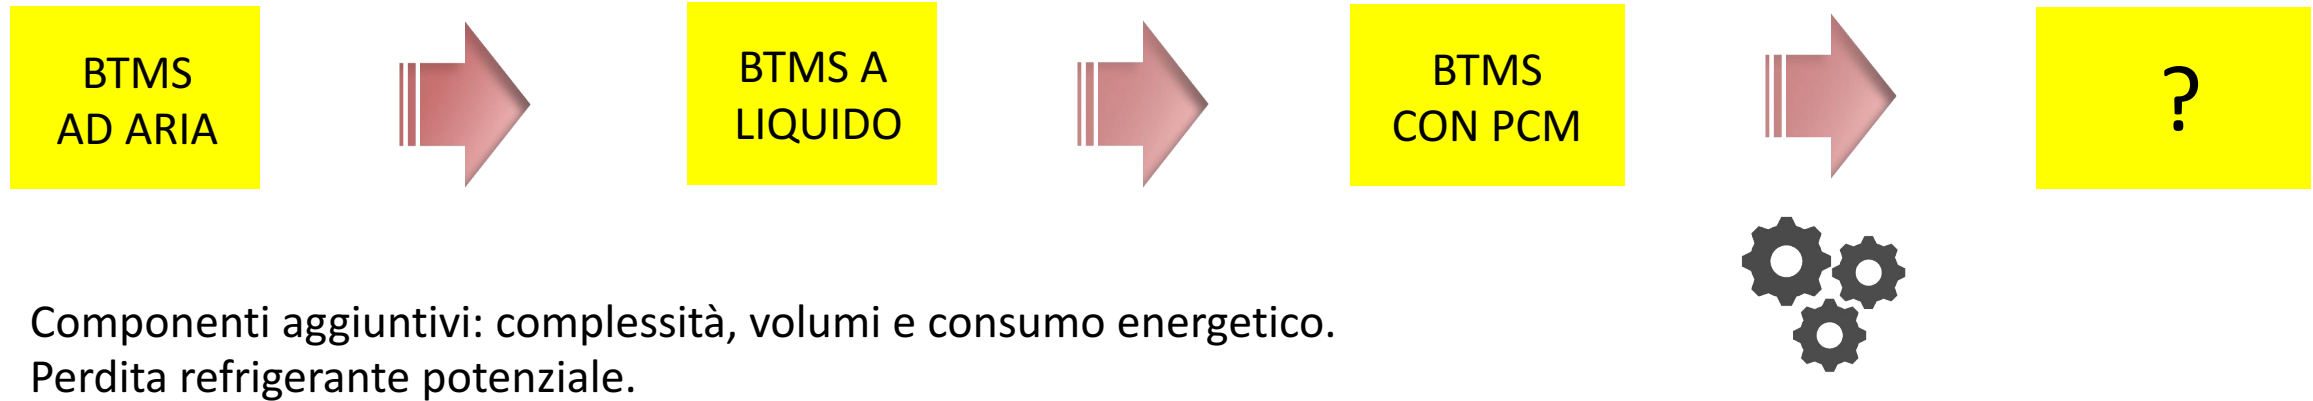 BTMS
AD ARIA
BTMS A
LIQUIDO
BTMS
CON PCM
?
Componenti aggiuntivi: complessità, volumi e consumo energetico.
Perdita refrigerante potenziale.